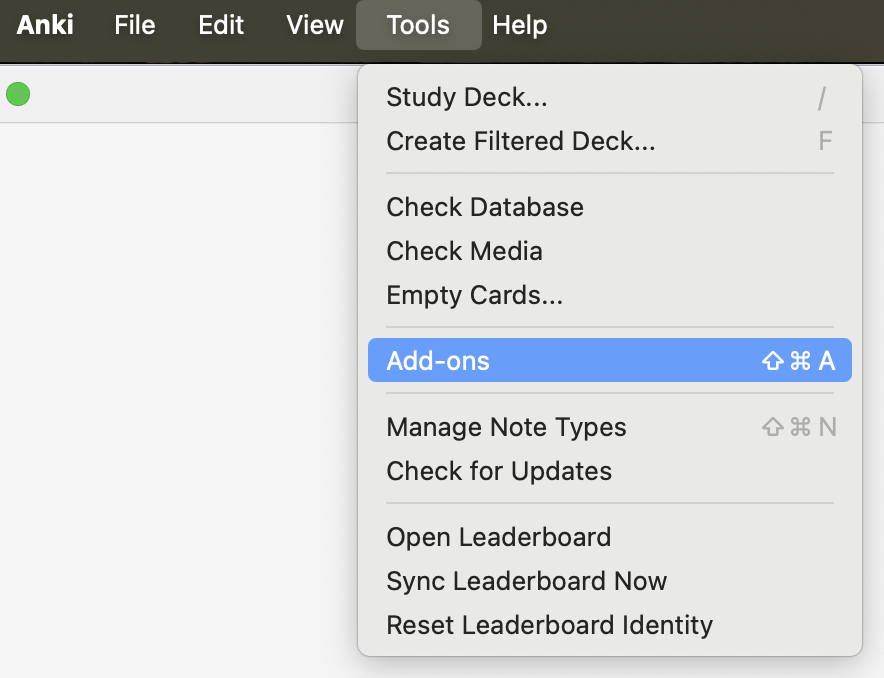 Anki File Edit View Tools Help
Study Deck... /
Create Filtered Deck... F
Check Database
Check Media
Empty Cards...
Add-ons ⇧⌘A
Manage Note Types ⇧⌘N
Check for Updates
Open Leaderboard
Sync Leaderboard Now
Reset Leaderboard Identity